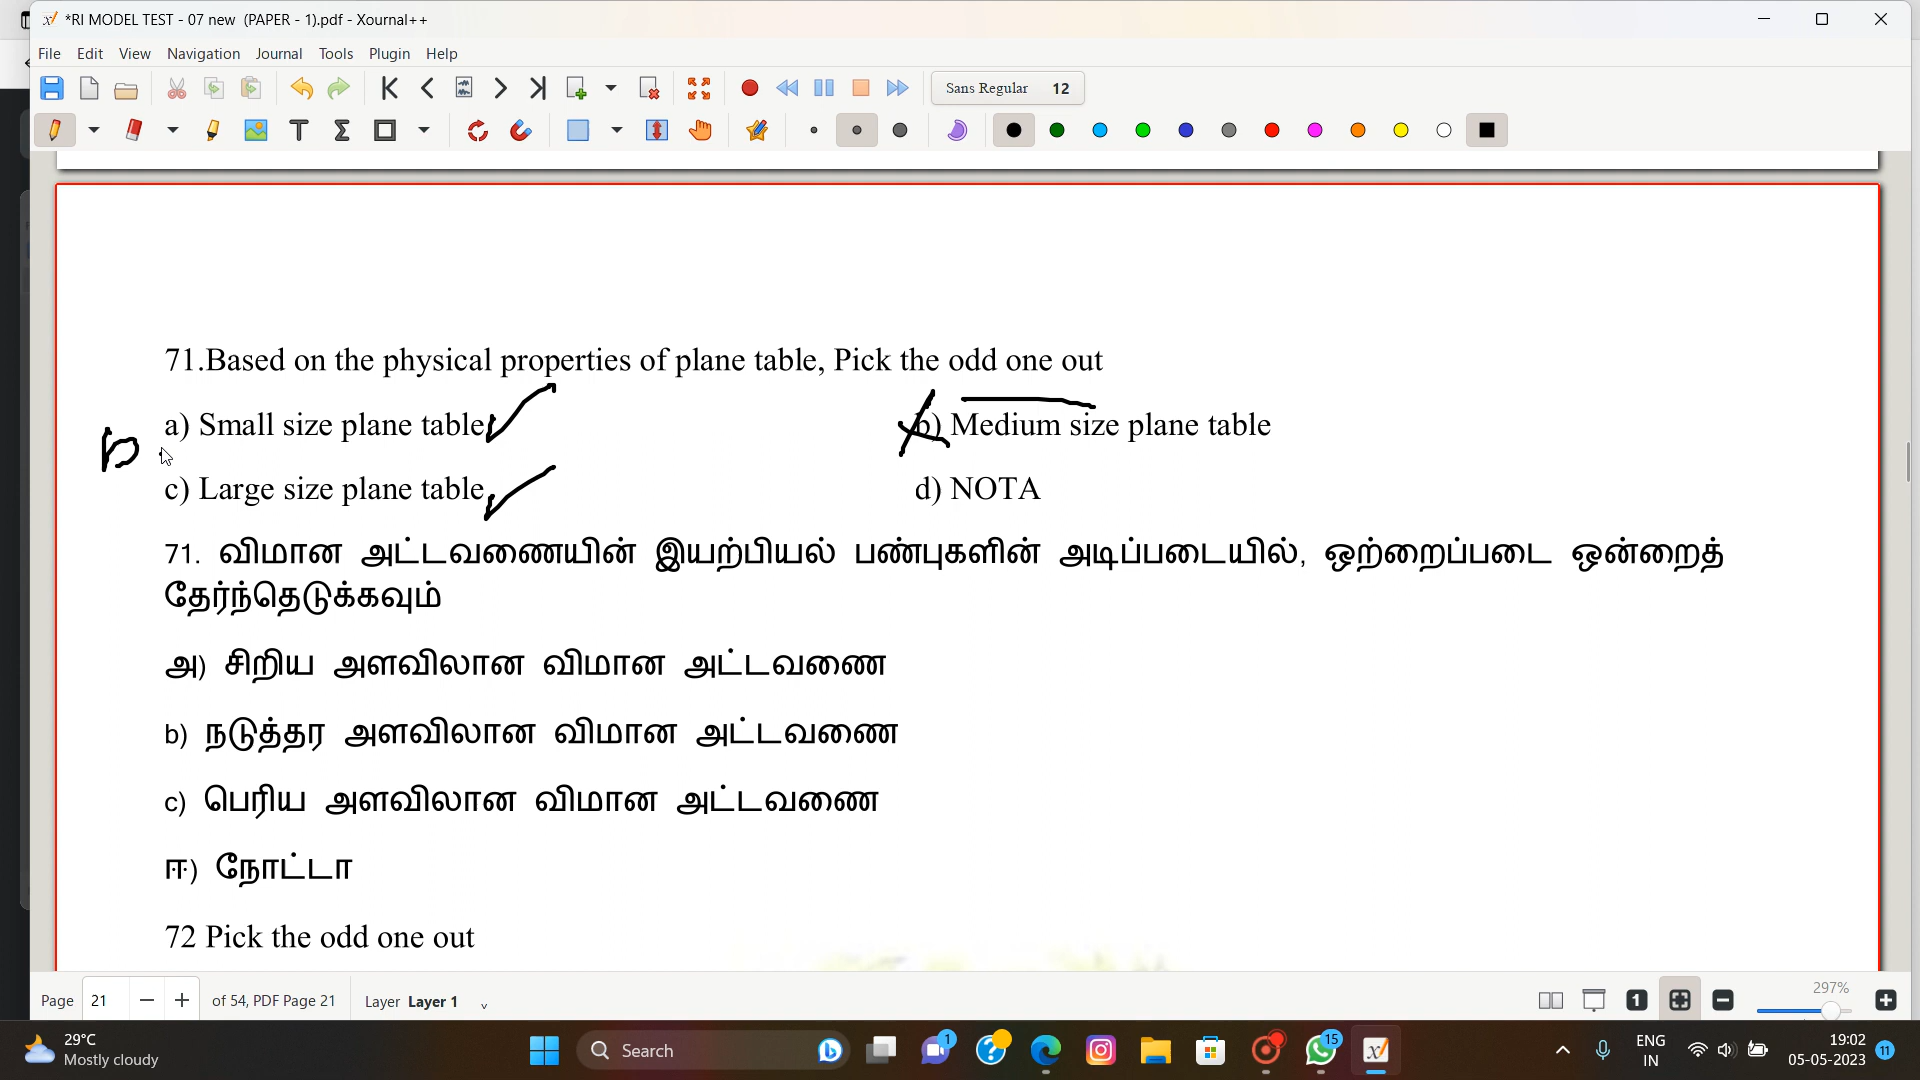 *RI MODEL TEST - 07 new (PAPER - 1).pdf - Xournal++
File Edit View Navigation Journal Tools Plugin Help
Sans Regular 12
71.Based on the physical properties of plane table, Pick the odd one out
a) Small size plane table
b) Medium size plane table
b
c) Large size plane table
d) NOTA
71. விமான அட்டவணையின் இயற்பியல் பண்புகளின் அடிப்படையில், ஒற்றைப்படை ஒன்றைத்
தேர்ந்தெடுக்கவும்
அ) சிறிய அளவிலான விமான அட்டவணை
b) நடுத்தர அளவிலான விமான அட்டவணை
c) பெரிய அளவிலான விமான அட்டவணை
ஈ) நோட்டா
72 Pick the odd one out
Page 21 of 54, PDF Page 21 Layer Layer 1 297%
29°C
Mostly cloudy
Search
1
15
ENG
IN
19:02
05-05-2023
11